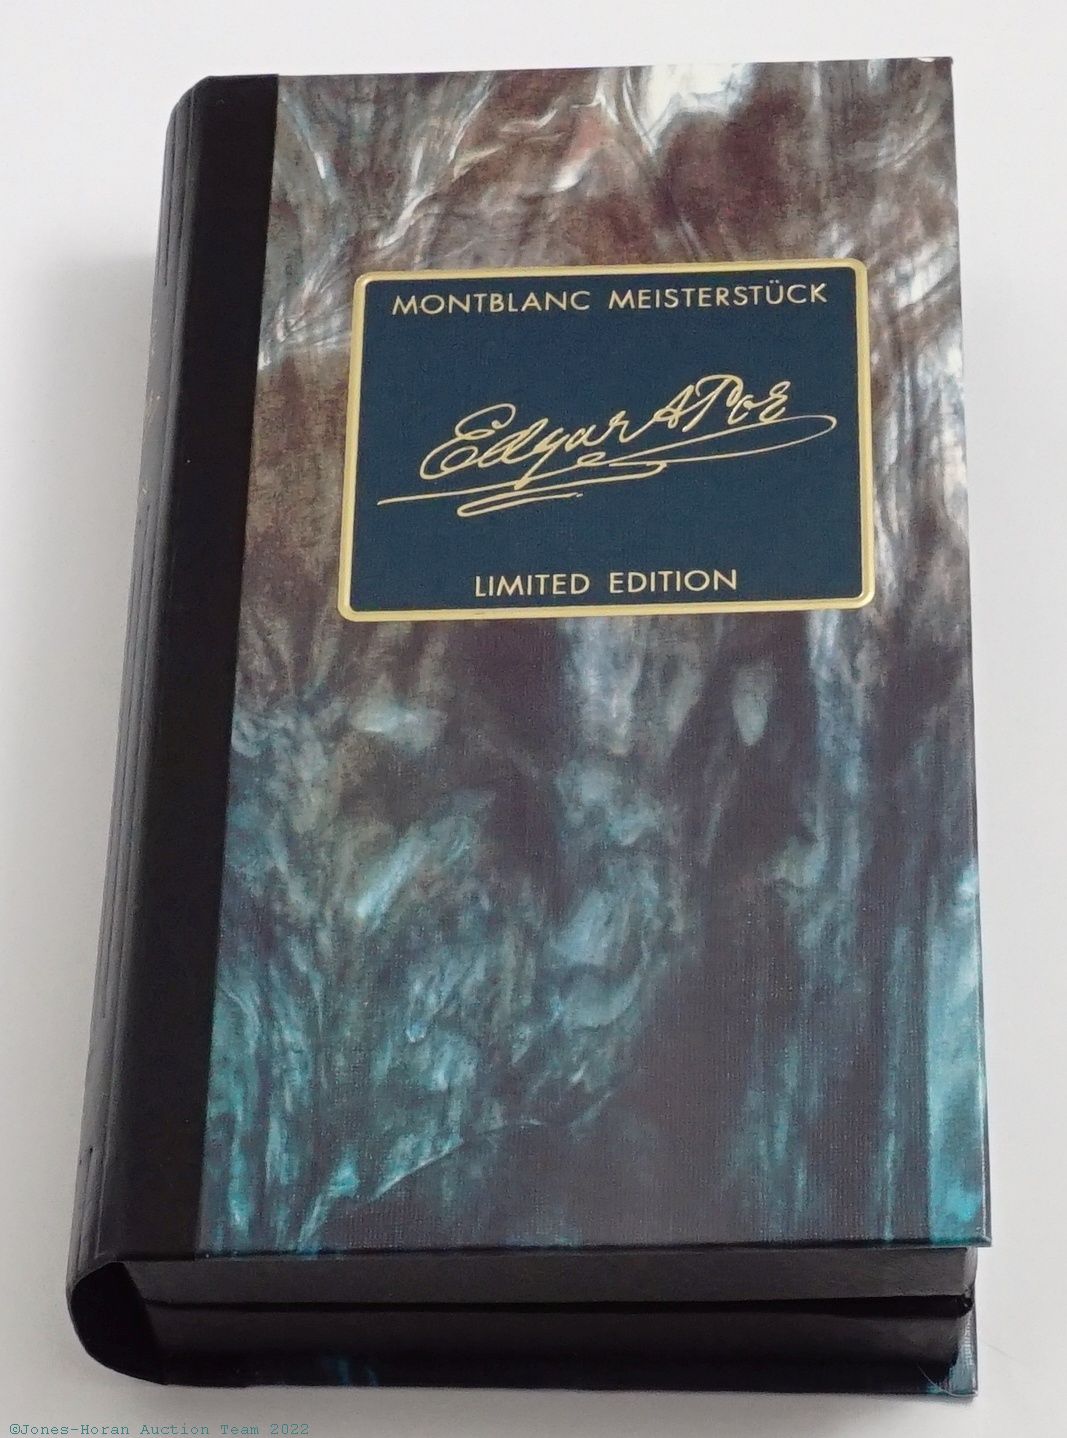 MONTBLANC MEISTERSTÜCK
Edgar A Poe
LIMITED EDITION
©Jones-Horan Auction Team 2022